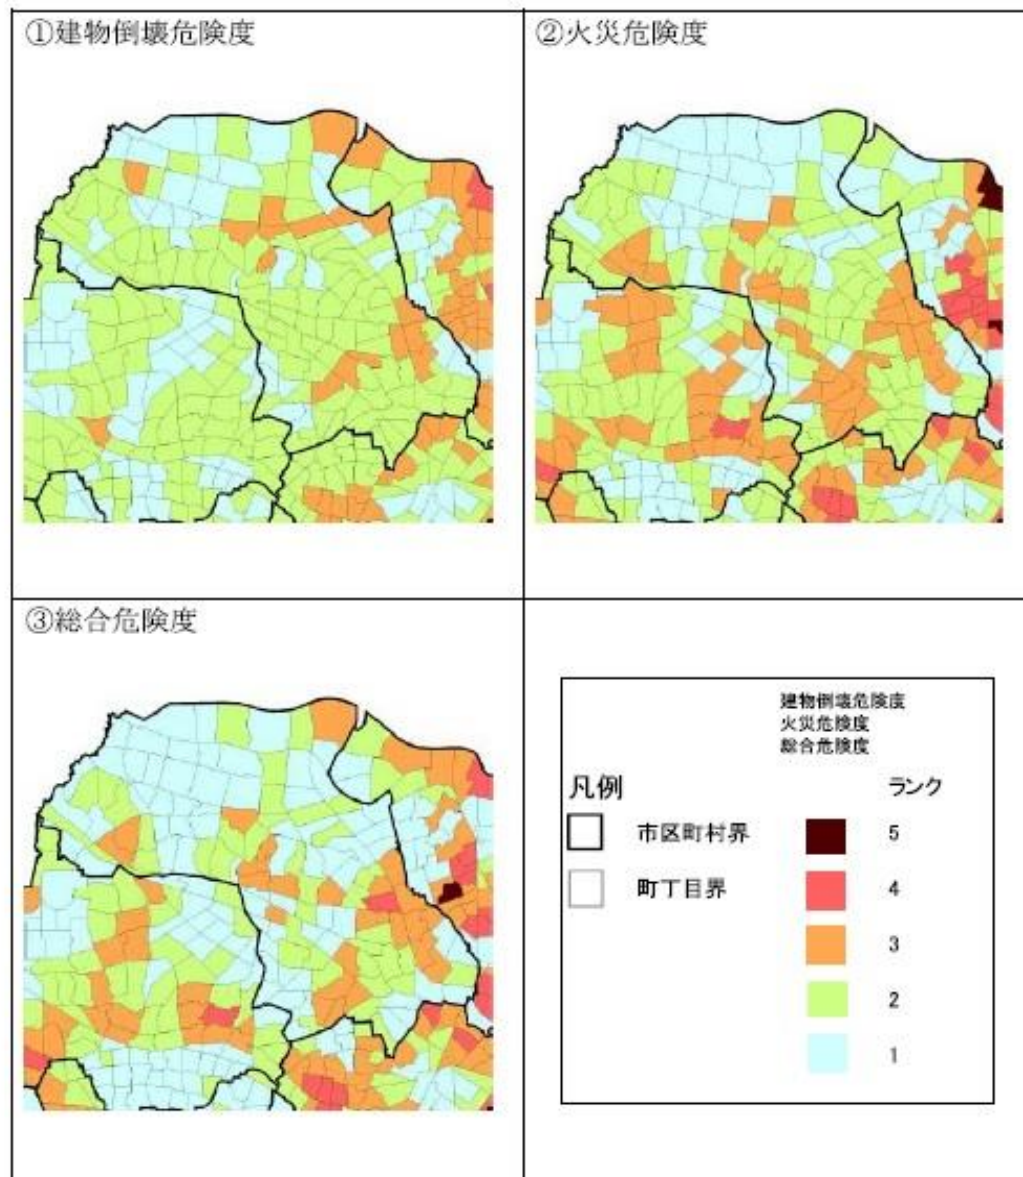 ①建物倒壊危険度
②火災危険度
③総合危険度
建物倒壊危険度
火災危険度
総合危険度
凡例
ランク
市区町村界
町丁目界
5
4
3
2
1